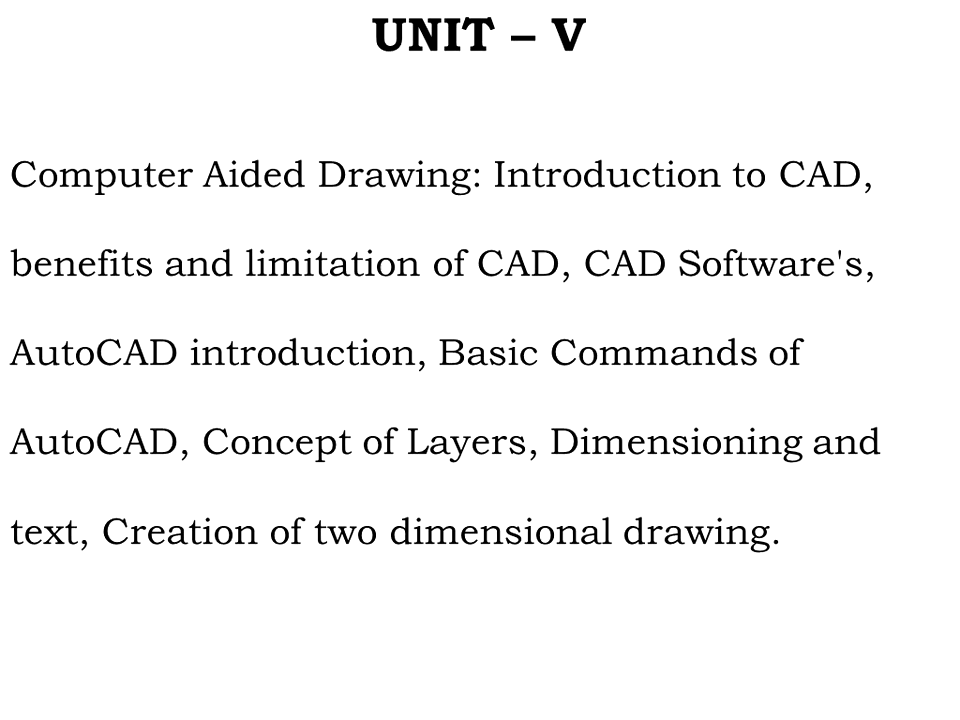 UNIT – V
Computer Aided Drawing: Introduction to CAD,
benefits and limitation of CAD, CAD Software's,
AutoCAD introduction, Basic Commands of
AutoCAD, Concept of Layers, Dimensioning and
text, Creation of two dimensional drawing.